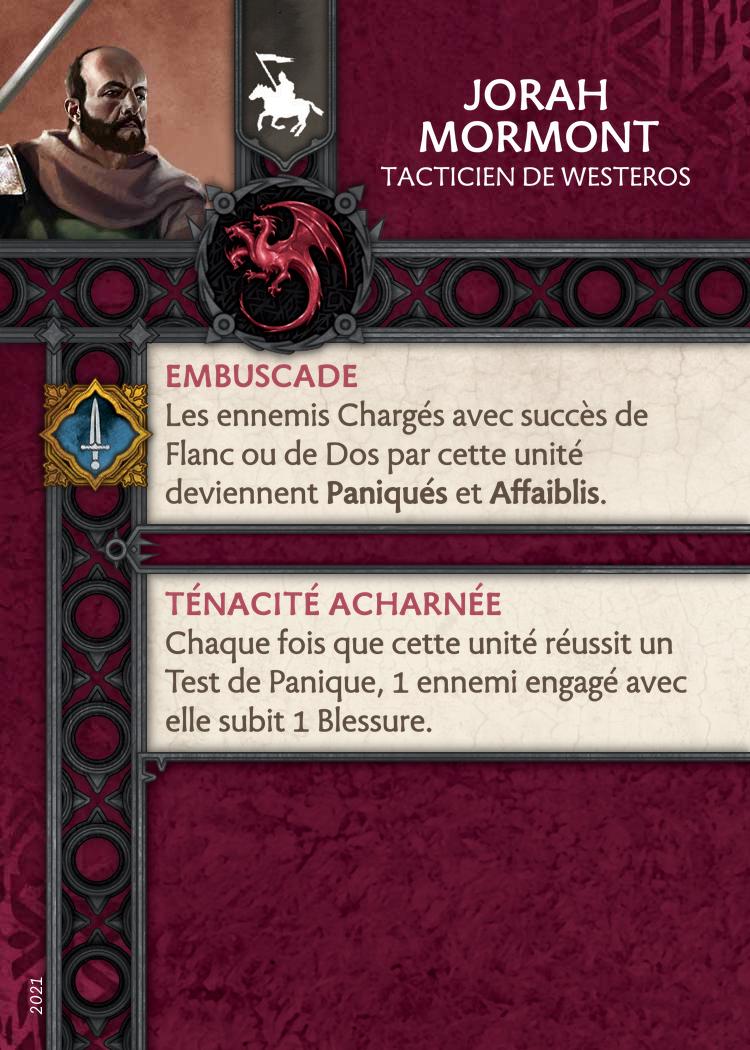 JORAH
MORMONT
TACTICIEN DE WESTEROS
EMBUSCADE
Les ennemis Chargés avec succès de
Flanc ou de Dos par cette unité
deviennent Paniqués et Affaiblis.
TÉNACITÉ ACHARNÉE
Chaque fois que cette unité réussit un
Test de Panique, 1 ennemi engagé avec
elle subit 1 Blessure.
2021